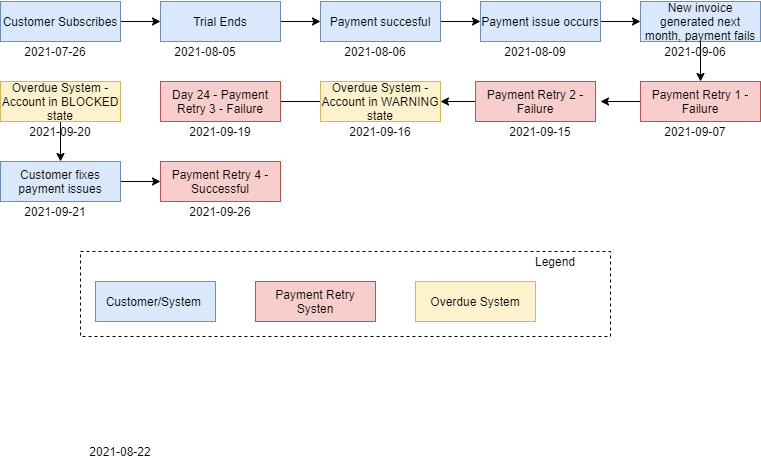 Customer Subscribes
Trial Ends
Payment succesful
Payment issue occurs
New invoice
generated next
month, payment fails
2021-07-26
2021-08-05
2021-08-06
2021-08-09
2021-09-06
Overdue System -
Account in BLOCKED
state
Day 24 - Payment
Retry 3 - Failure
Overdue System -
Account in WARNING
state
Payment Retry 2 -
Failure
Payment Retry 1 -
Failure
2021-09-20
2021-09-19
2021-09-16
2021-09-15
2021-09-07
Customer fixes
payment issues
Payment Retry 4 -
Successful
2021-09-21
2021-09-26
Legend
Customer/System
Payment Retry
Systen
Overdue System
2021-08-22